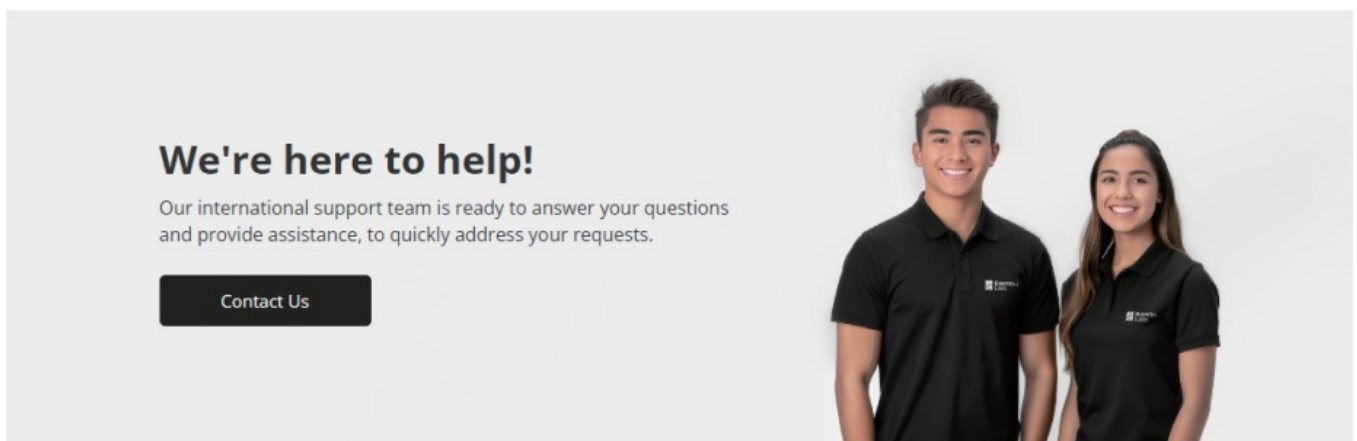 We're here to help!
Our international support team is ready to answer your questions
and provide assistance, to quickly address your requests.
Contact Us